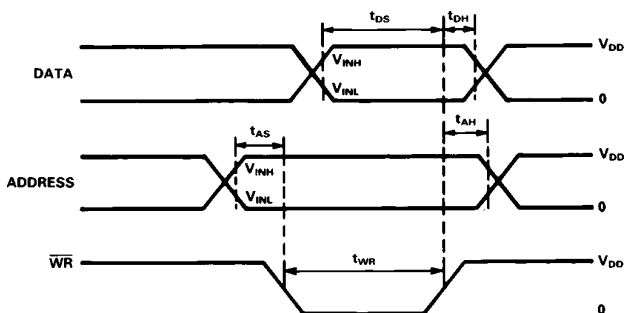 tDS tDH
DATA VINH VINL VDD 0
tAS tAH
ADDRESS VINH VINL VDD 0
WR tWR VDD 0